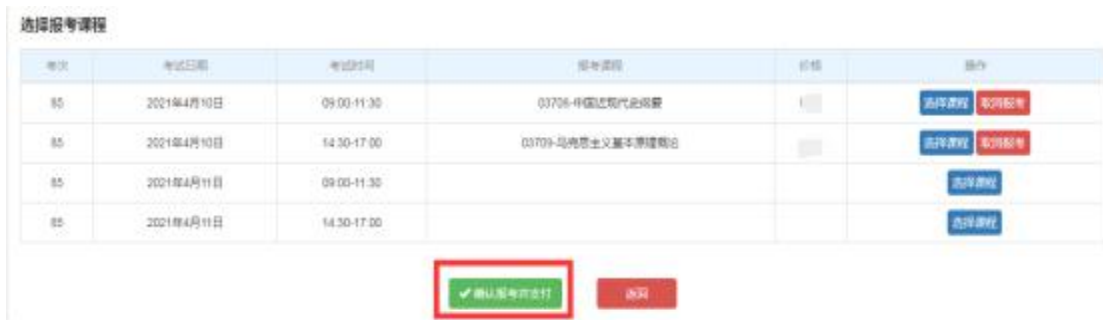 选择报考课程
考次 考试日期 考试时间 报考课程 价格 操作
85 2021年4月10日 09:00-11:30 03708-中国近现代史纲要 选择课程 取消报考
85 2021年4月10日 14:30-17:00 03709-马克思主义基本原理概论 选择课程 取消报考
85 2021年4月11日 09:00-11:30 选择课程
85 2021年4月11日 14:30-17:00 选择课程
确认报考并支付 返回